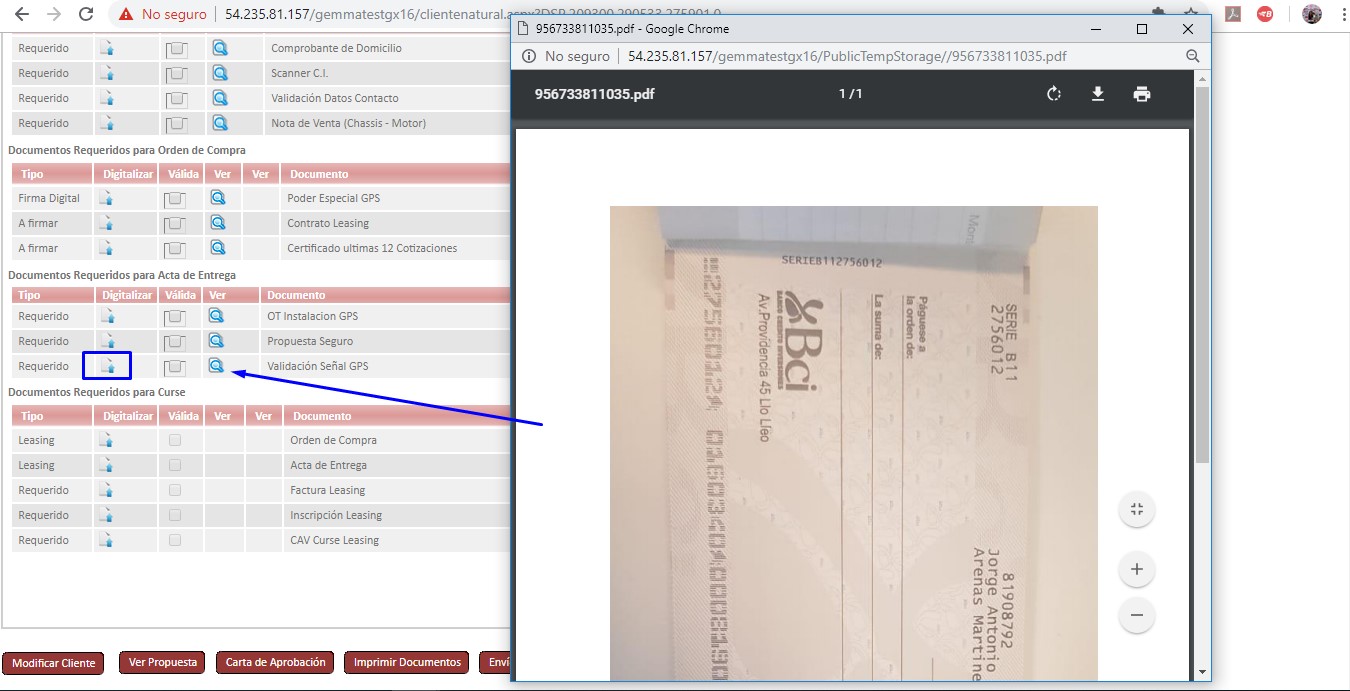 No seguro
54.235.81.157/gemmatestgx16/clientenatural.aspx?DSP,209300,290533,275901,0
Requerido Comprobante de Domicilio
Requerido Scanner C.I.
Requerido Validación Datos Contacto
Requerido Nota de Venta (Chassis - Motor)
Documentos Requeridos para Orden de Compra
Tipo Digitalizar Válida Ver Ver Documento
Firma Digital Poder Especial GPS
A firmar Contrato Leasing
A firmar Certificado ultimas 12 Cotizaciones
Documentos Requeridos para Acta de Entrega
Tipo Digitalizar Válida Ver Documento
Requerido OT Instalacion GPS
Requerido Propuesta Seguro
Requerido Validación Señal GPS
Documentos Requeridos para Curse
Tipo Digitalizar Válida Ver Ver Documento
Leasing Orden de Compra
Leasing Acta de Entrega
Requerido Factura Leasing
Requerido Inscripción Leasing
Requerido CAV Curse Leasing
Modificar Cliente
Ver Propuesta
Carta de Aprobación
Imprimir Documentos
Enví
956733811035.pdf - Google Chrome
No seguro
54.235.81.157/gemmatestgx16/PublicTempStorage//956733811035.pdf
956733811035.pdf
1 / 1
SERIEB112756012
SERIE B11
2756012
Páguese a
la orden de:
La suma de:
Bci
BANCO CREDITO INVERSIONES
Av.Providencia 45 Llo Lleo
81908792
Jorge Antonio
Arenas Martine